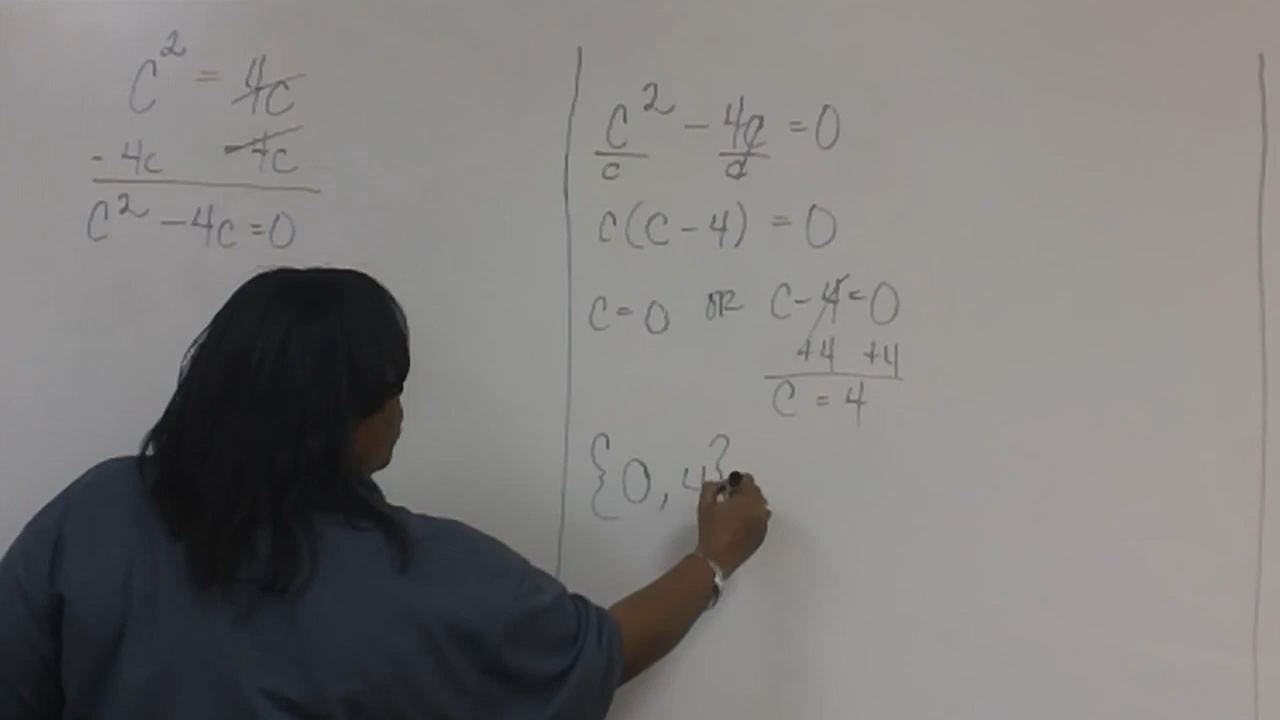 c² = 4c
- 4c -4c
c² - 4c = 0
c² - 4c = 0
c c
c(c - 4) = 0
c = 0 or c - 4 = 0
+4 +4
c = 4
{0, 4}